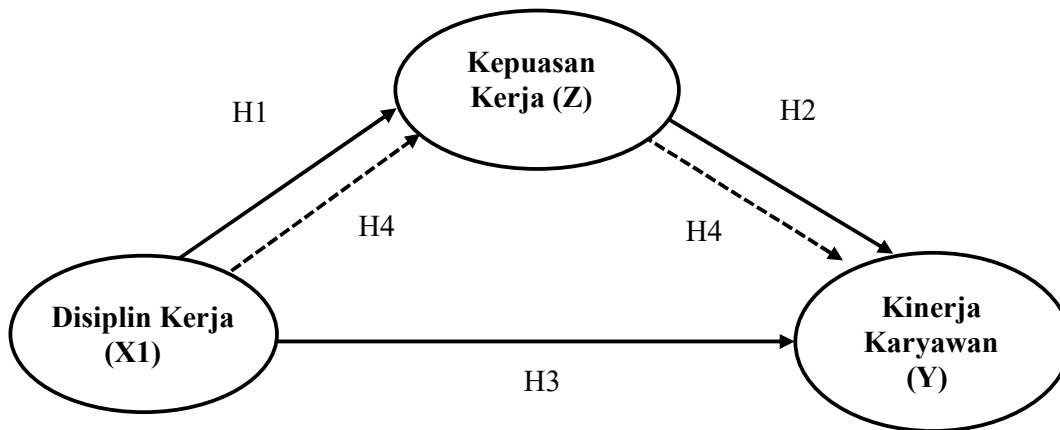 Kepuasan
Kerja (Z)
H1
H2
H4
H4
Disiplin Kerja
(X1)
Kinerja
Karyawan
(Y)
H3